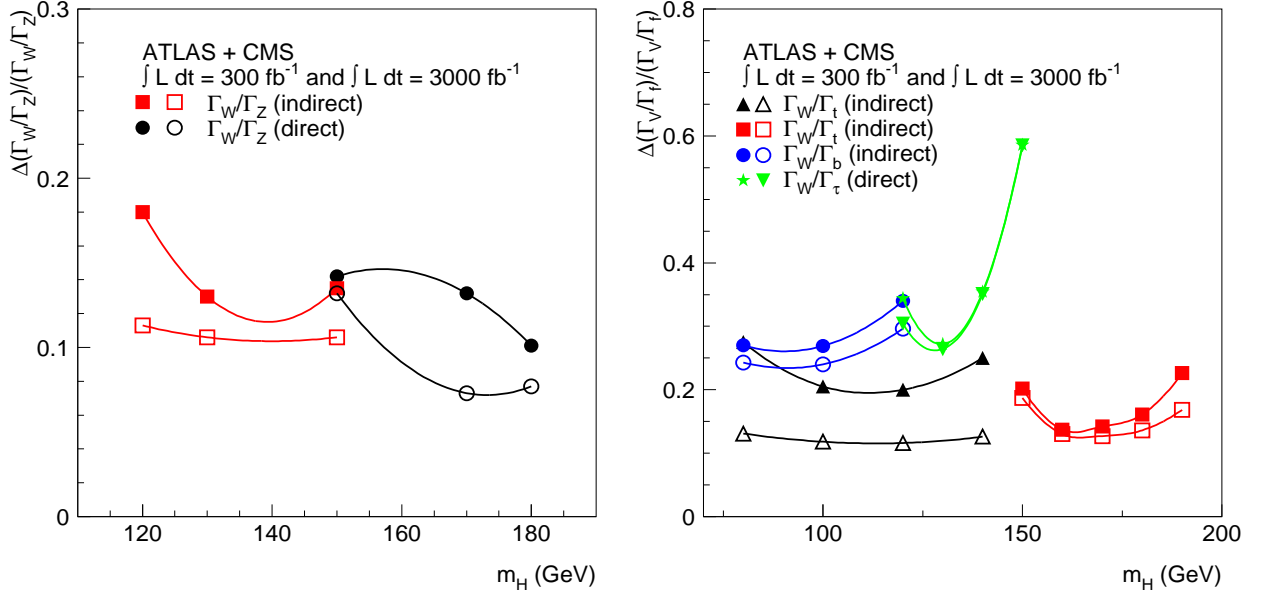 Δ(Γ_W/Γ_Z)/(Γ_W/Γ_Z)
0.3
0.2
0.1
0
ATLAS + CMS
∫ L dt = 300 fb⁻¹ and ∫ L dt = 3000 fb⁻¹
Γ_W/Γ_Z (indirect)
Γ_W/Γ_Z (direct)
120 140 160 180
m_H (GeV)
Δ(Γ_V/Γ_f)/(Γ_V/Γ_f)
0.8
0.6
0.4
0.2
0
ATLAS + CMS
∫ L dt = 300 fb⁻¹ and ∫ L dt = 3000 fb⁻¹
Γ_W/Γ_t (indirect)
Γ_W/Γ_t (indirect)
Γ_W/Γ_b (indirect)
Γ_W/Γ_τ (direct)
100 150 200
m_H (GeV)